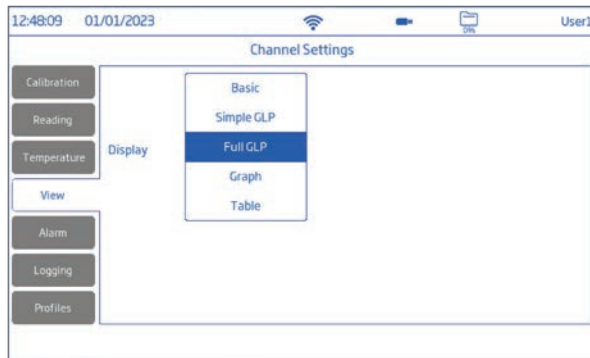 12:48:09 01/01/2023 0% User1
Channel Settings
Calibration
Reading
Temperature
View
Alarm
Logging
Profiles
Display
Basic
Simple GLP
Full GLP
Graph
Table